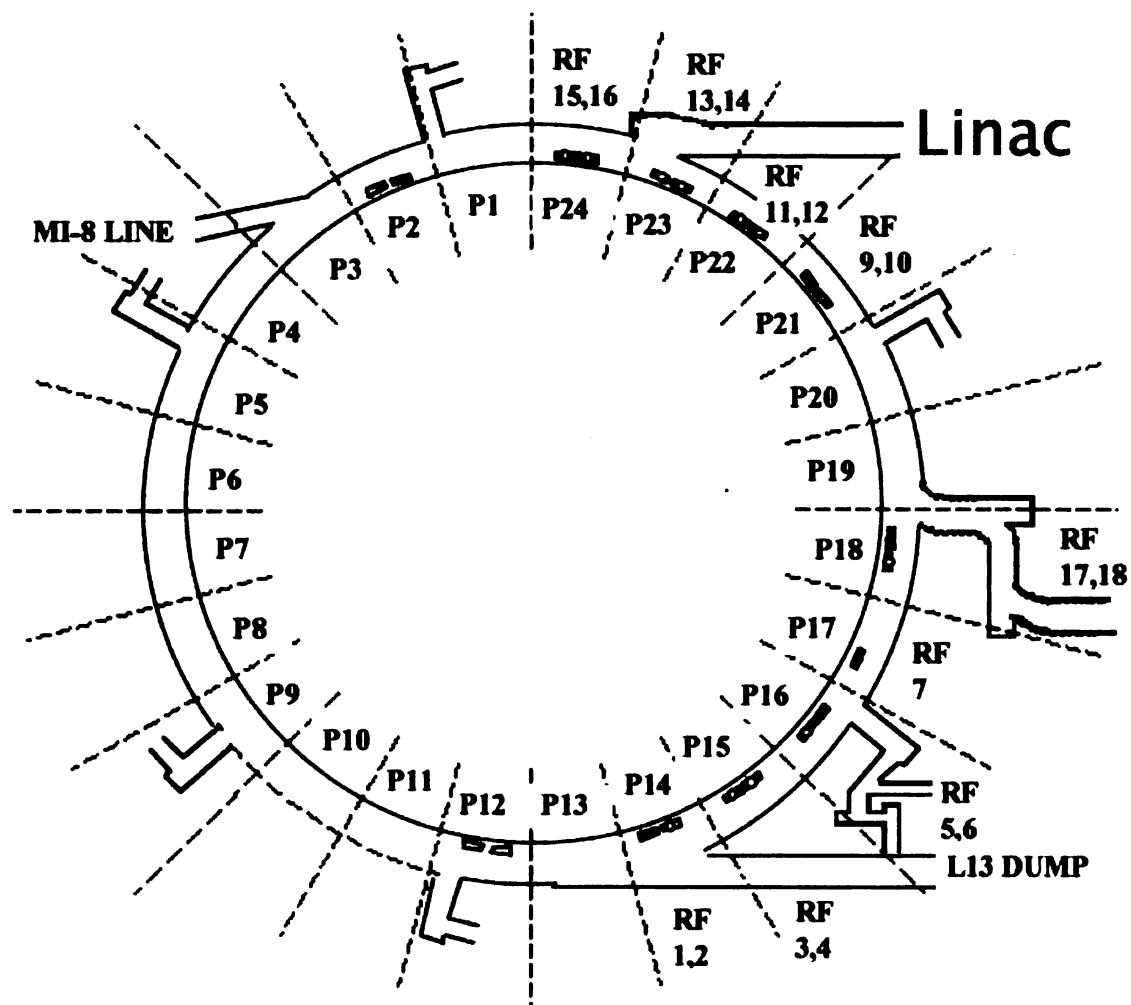 RF
15,16
RF
13,14
Linac
RF
11,12
RF
9,10
MI-8 LINE
P1
P24
P2
P23
P3
P22
P4
P21
P5
P20
P6
P19
P7
P18
RF
17,18
P8
P17
RF
7
P9
P16
P10
P15
P11
P14
P12
P13
RF
5,6
L13 DUMP
RF
1,2
RF
3,4